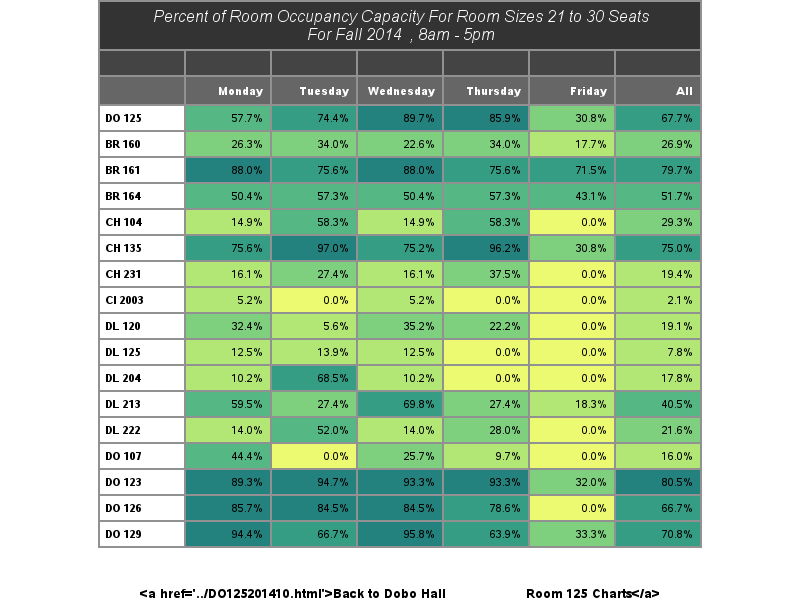 Percent of Room Occupancy Capacity For Room Sizes 21 to 30 Seats
For Fall 2014 , 8am - 5pm
Monday Tuesday Wednesday Thursday Friday All
DO 125 57.7% 74.4% 89.7% 85.9% 30.8% 67.7%
BR 160 26.3% 34.0% 22.6% 34.0% 17.7% 26.9%
BR 161 88.0% 75.6% 88.0% 75.6% 71.5% 79.7%
BR 164 50.4% 57.3% 50.4% 57.3% 43.1% 51.7%
CH 104 14.9% 58.3% 14.9% 58.3% 0.0% 29.3%
CH 135 75.6% 97.0% 75.2% 96.2% 30.8% 75.0%
CH 231 16.1% 27.4% 16.1% 37.5% 0.0% 19.4%
CI 2003 5.2% 0.0% 5.2% 0.0% 0.0% 2.1%
DL 120 32.4% 5.6% 35.2% 22.2% 0.0% 19.1%
DL 125 12.5% 13.9% 12.5% 0.0% 0.0% 7.8%
DL 204 10.2% 68.5% 10.2% 0.0% 0.0% 17.8%
DL 213 59.5% 27.4% 69.8% 27.4% 18.3% 40.5%
DL 222 14.0% 52.0% 14.0% 28.0% 0.0% 21.6%
DO 107 44.4% 0.0% 25.7% 9.7% 0.0% 16.0%
DO 123 89.3% 94.7% 93.3% 93.3% 32.0% 80.5%
DO 126 85.7% 84.5% 84.5% 78.6% 0.0% 66.7%
DO 129 94.4% 66.7% 95.8% 63.9% 33.3% 70.8%
<a href='../DO125201410.html'>Back to Dobo Hall Room 125 Charts</a>